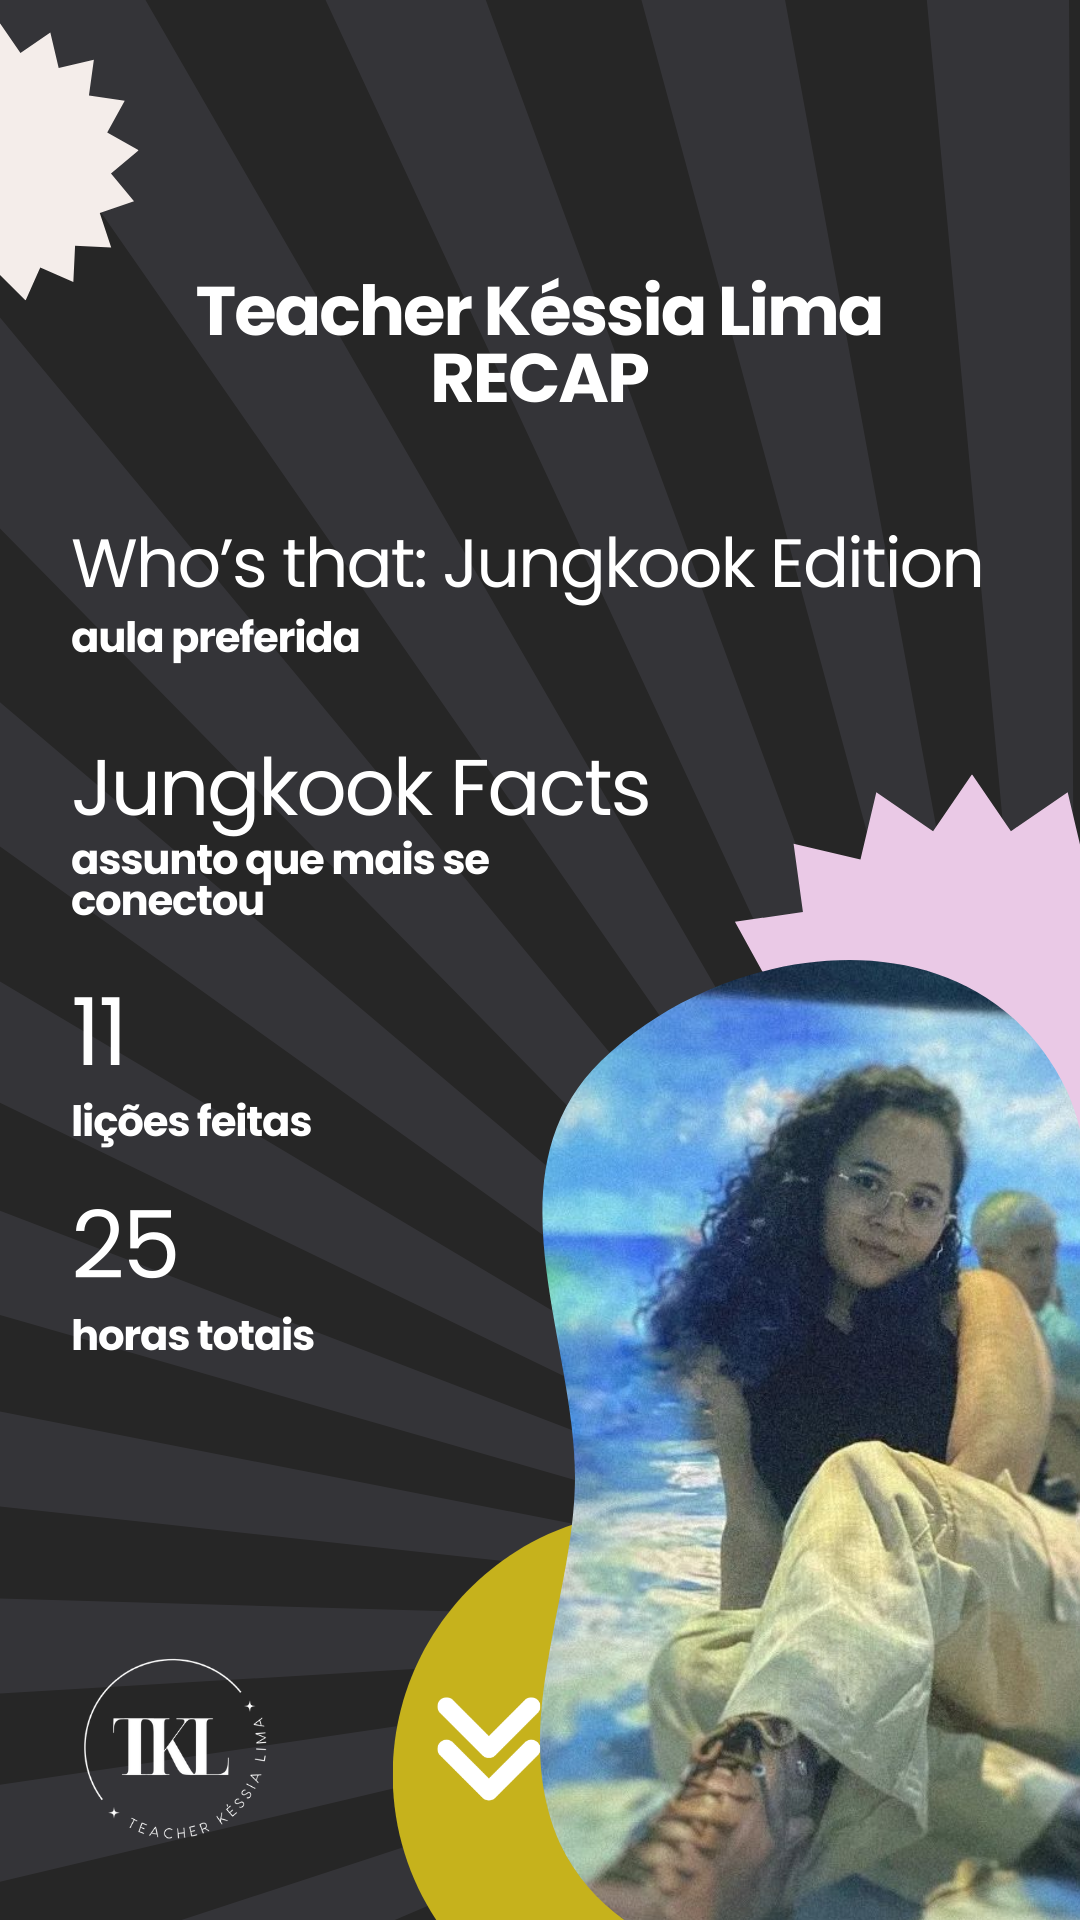 Teacher Késsia Lima
RECAP
Who’s that: Jungkook Edition
aula preferida
Jungkook Facts
assunto que mais se
conectou
11
lições feitas
25
horas totais
TKL
TEACHER KÉSSIA LIMA